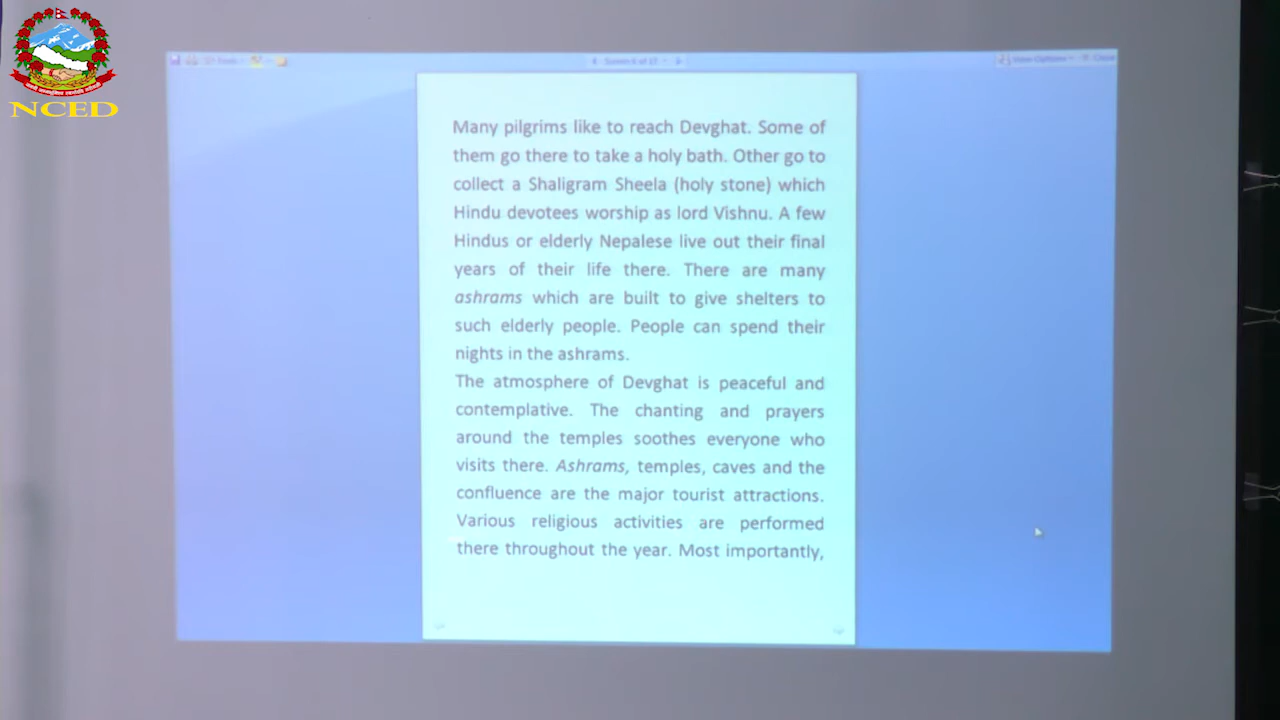 NCED
Many pilgrims like to reach Devghat. Some of
them go there to take a holy bath. Other go to
collect a Shaligram Sheela (holy stone) which
Hindu devotees worship as lord Vishnu. A few
Hindus or elderly Nepalese live out their final
years of their life there. There are many
ashrams which are built to give shelters to
such elderly people. People can spend their
nights in the ashrams.
The atmosphere of Devghat is peaceful and
contemplative. The chanting and prayers
around the temples soothes everyone who
visits there. Ashrams, temples, caves and the
confluence are the major tourist attractions.
Various religious activities are performed
there throughout the year. Most importantly,